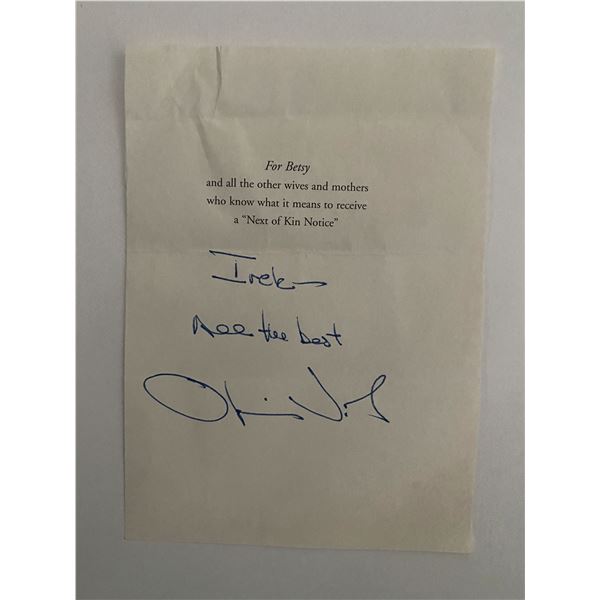 For Betsy
and all the other wives and mothers
who know what it means to receive
a “Next of Kin Notice”
Irek
All the best